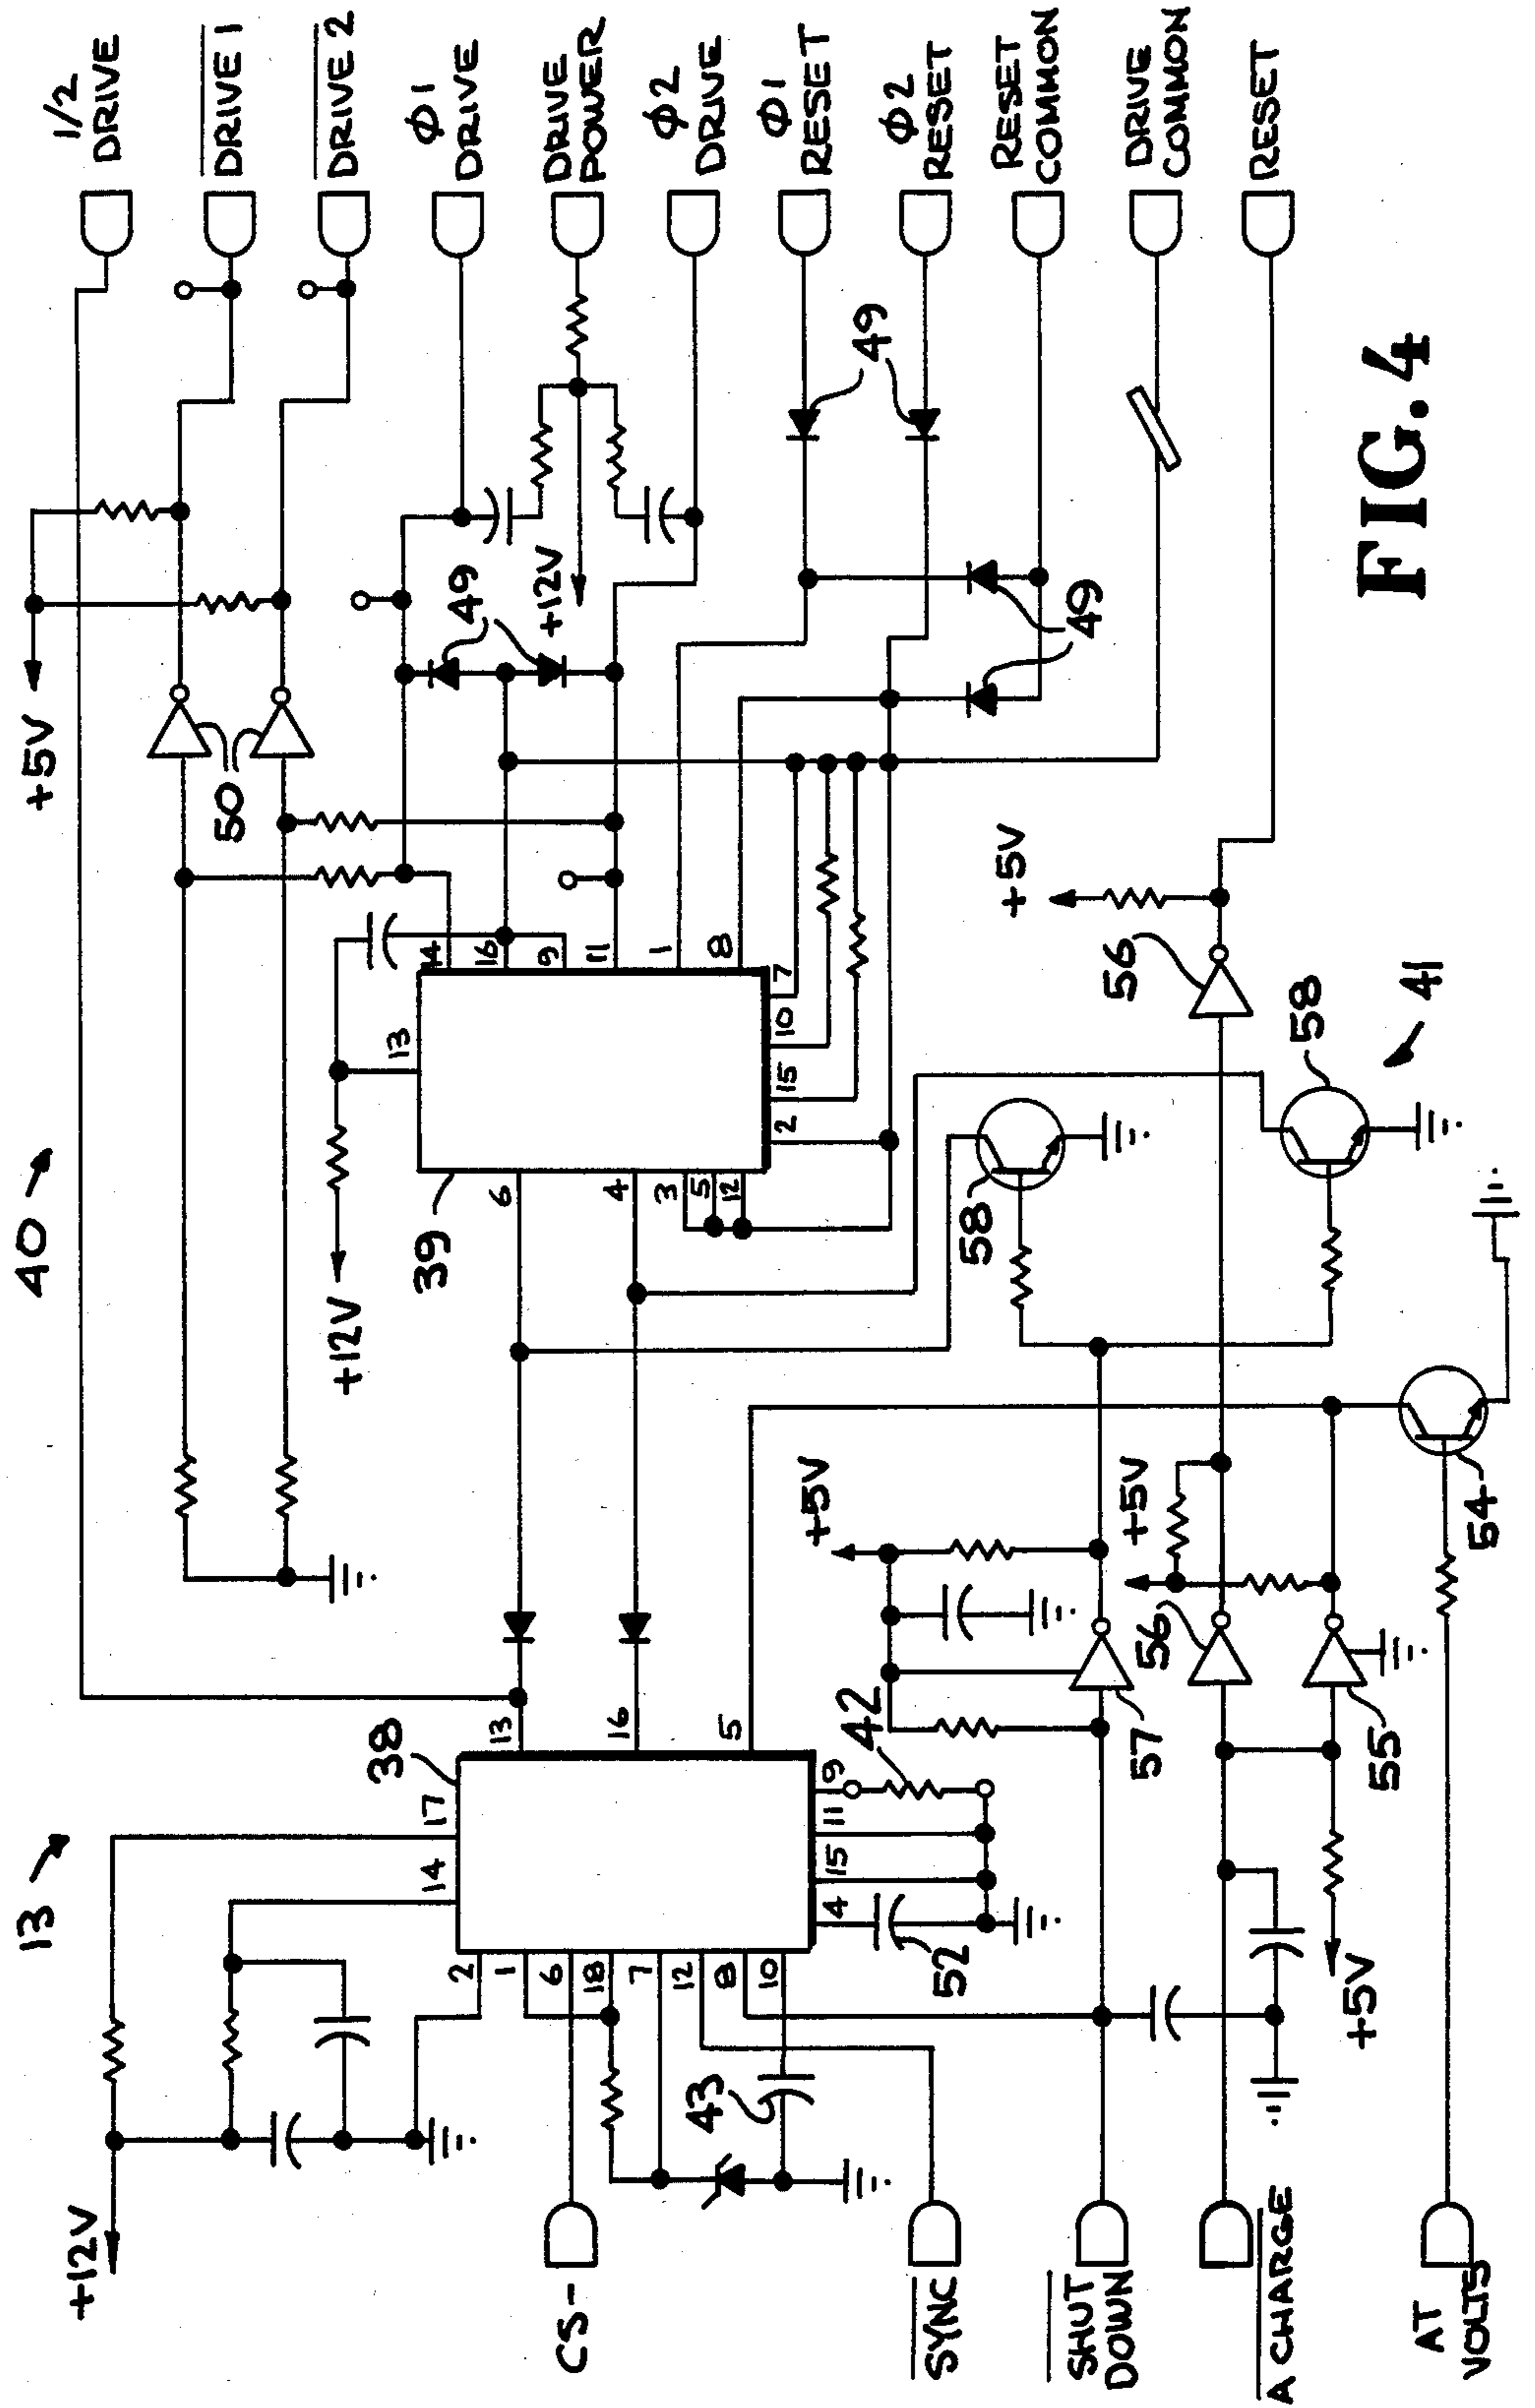 1/2
DRIVE
DRIVE 1
DRIVE 2
Φ1
DRIVE
DRIVE
POWER
Φ2
DRIVE
Φ1
RESET
Φ2
RESET
RESET
COMMON
DRIVE
COMMON
RESET
+5V
50
49
+12V
49
49
FIG. 4
40
+12V
39
13
14
16
9
11
1
8
7
10
15
2
6
4
3
5
12
+5V
56
58
58
41
13
+12V
38
17
14
13
16
5
9
11
15
4
2
1
6
18
7
12
8
10
42
52
43
+5V
+5V
57
56
55
54
+5V
CS-
SYNC
SHUT
DOWN
A CHARGE
AT
VOLTS